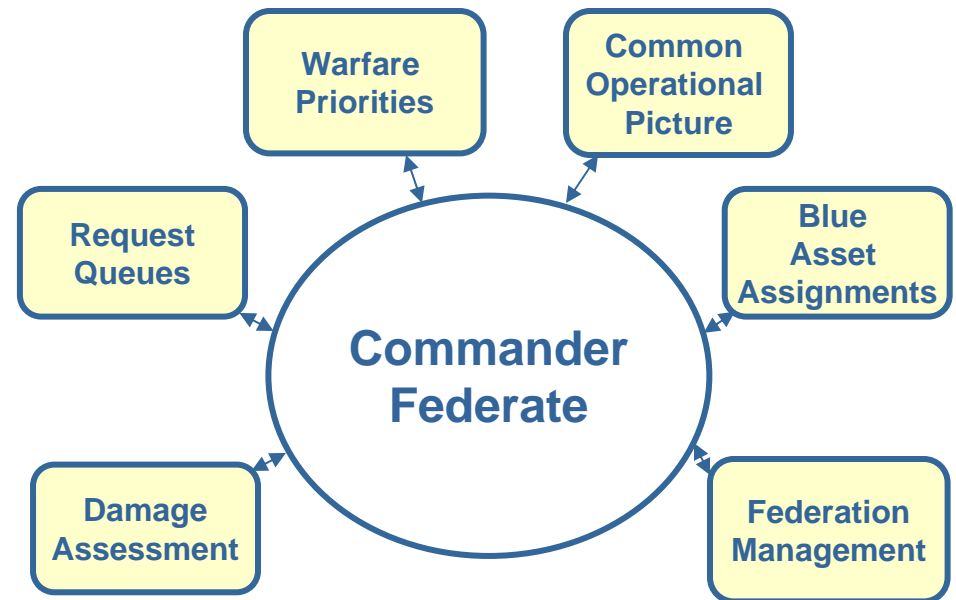 Warfare
Priorities
Common
Operational
Picture
Request
Queues
Blue
Asset
Assignments
Commander
Federate
Damage
Assessment
Federation
Management